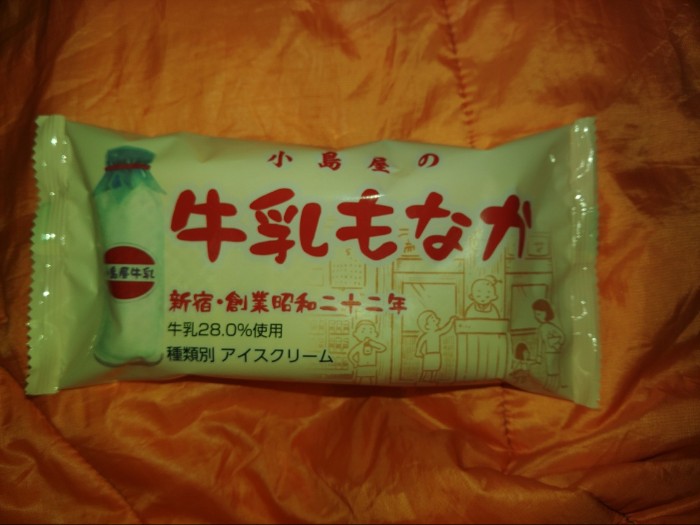 小島屋の
牛乳もなか
島屋牛乳
新宿・創業昭和二十二年
牛乳28.0%使用
種類別 アイスクリーム